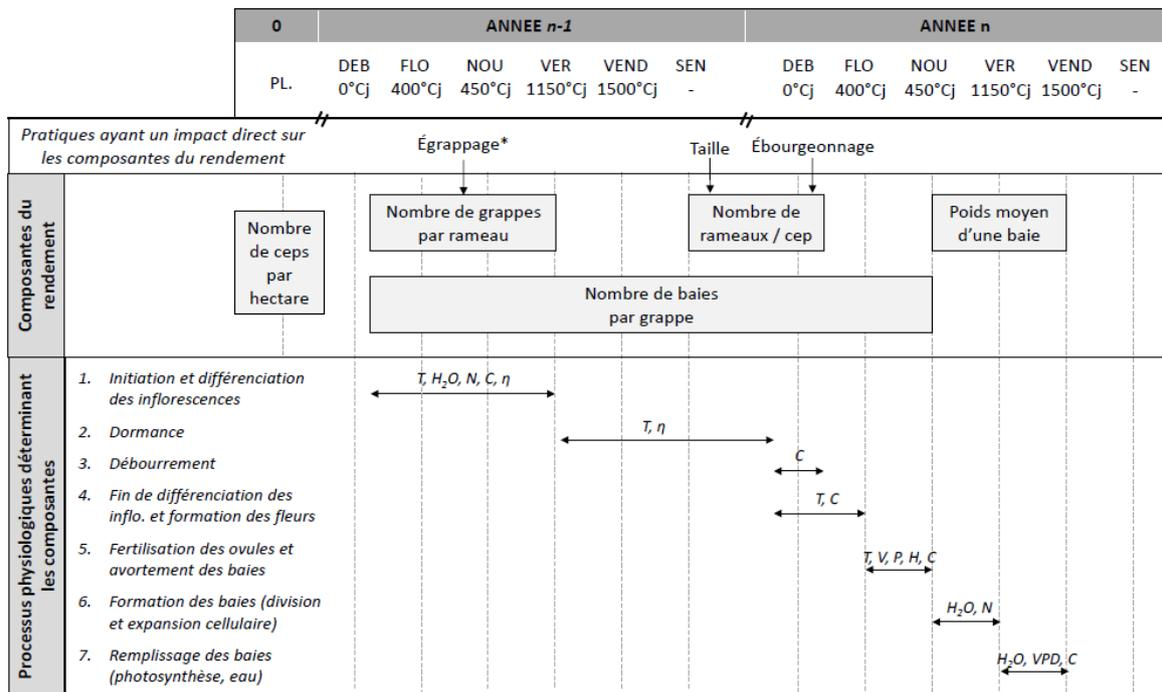 0 ANNEE n-1 ANNEE n
PL. DEB FLO NOU VER VEND SEN DEB FLO NOU VER VEND SEN
0°Cj 400°Cj 450°Cj 1150°Cj 1500°Cj - 0°Cj 400°Cj 450°Cj 1150°Cj 1500°Cj -
Pratiques ayant un impact direct sur
les composantes du rendement
Égrappage*
Taille
Ébourgeonnage
Composantes du
rendement
Nombre
de ceps
par
hectare
Nombre de grappes
par rameau
Nombre de
rameaux / cep
Poids moyen
d'une baie
Nombre de baies
par grappe
Processus physiologiques déterminant
les composantes
1. Initiation et différenciation
des inflorescences
T, H₂O, N, C, η
2. Dormance
T, η
3. Débourrement
C
4. Fin de différenciation des
inflo. et formation des fleurs
T, C
5. Fertilisation des ovules et
avortement des baies
T, V, P, H, C
6. Formation des baies (division
et expansion cellulaire)
H₂O, N
7. Remplissage des baies
(photosynthèse, eau)
H₂O, VPD, C